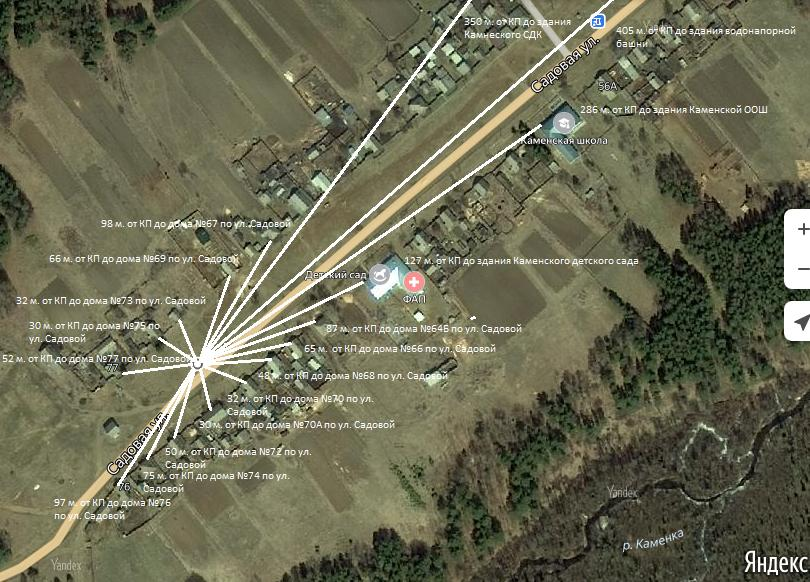 350 м. от КП до здания
Каменского СДК
405 м. от КП до здания водонапорной
башни
Садовая ул.
56А
286 м. от КП до здания Каменской ООШ
Каменская школа
98 м. от КП до дома №67 по ул. Садовой
66 м. от КП до дома №69 по ул. Садовой
127 м. от КП до здания Каменского детского сада
Детский сад
ФАП
32 м. от КП до дома №73 по ул. Садовой
30 м. от КП до дома №75 по
ул. Садовой
87 м. от КП до дома №64Б по ул. Садовой
65 м. от КП до дома №66 по ул. Садовой
52 м. от КП до дома №77 по ул. Садовой
77
48 м. от КП до дома №68 по ул. Садовой
32 м. от КП до дома №70 по ул.
Садовой
30 м. от КП до дома №70А по ул. Садовой
Садовая ул.
50 м. от КП до дома №72 по ул.
Садовой
75 м. от КП до дома №74 по ул.
Садовой
76
97 м. от КП до дома №76
по ул. Садовой
Yandex
р. Каменка
Yandex
Яндекс